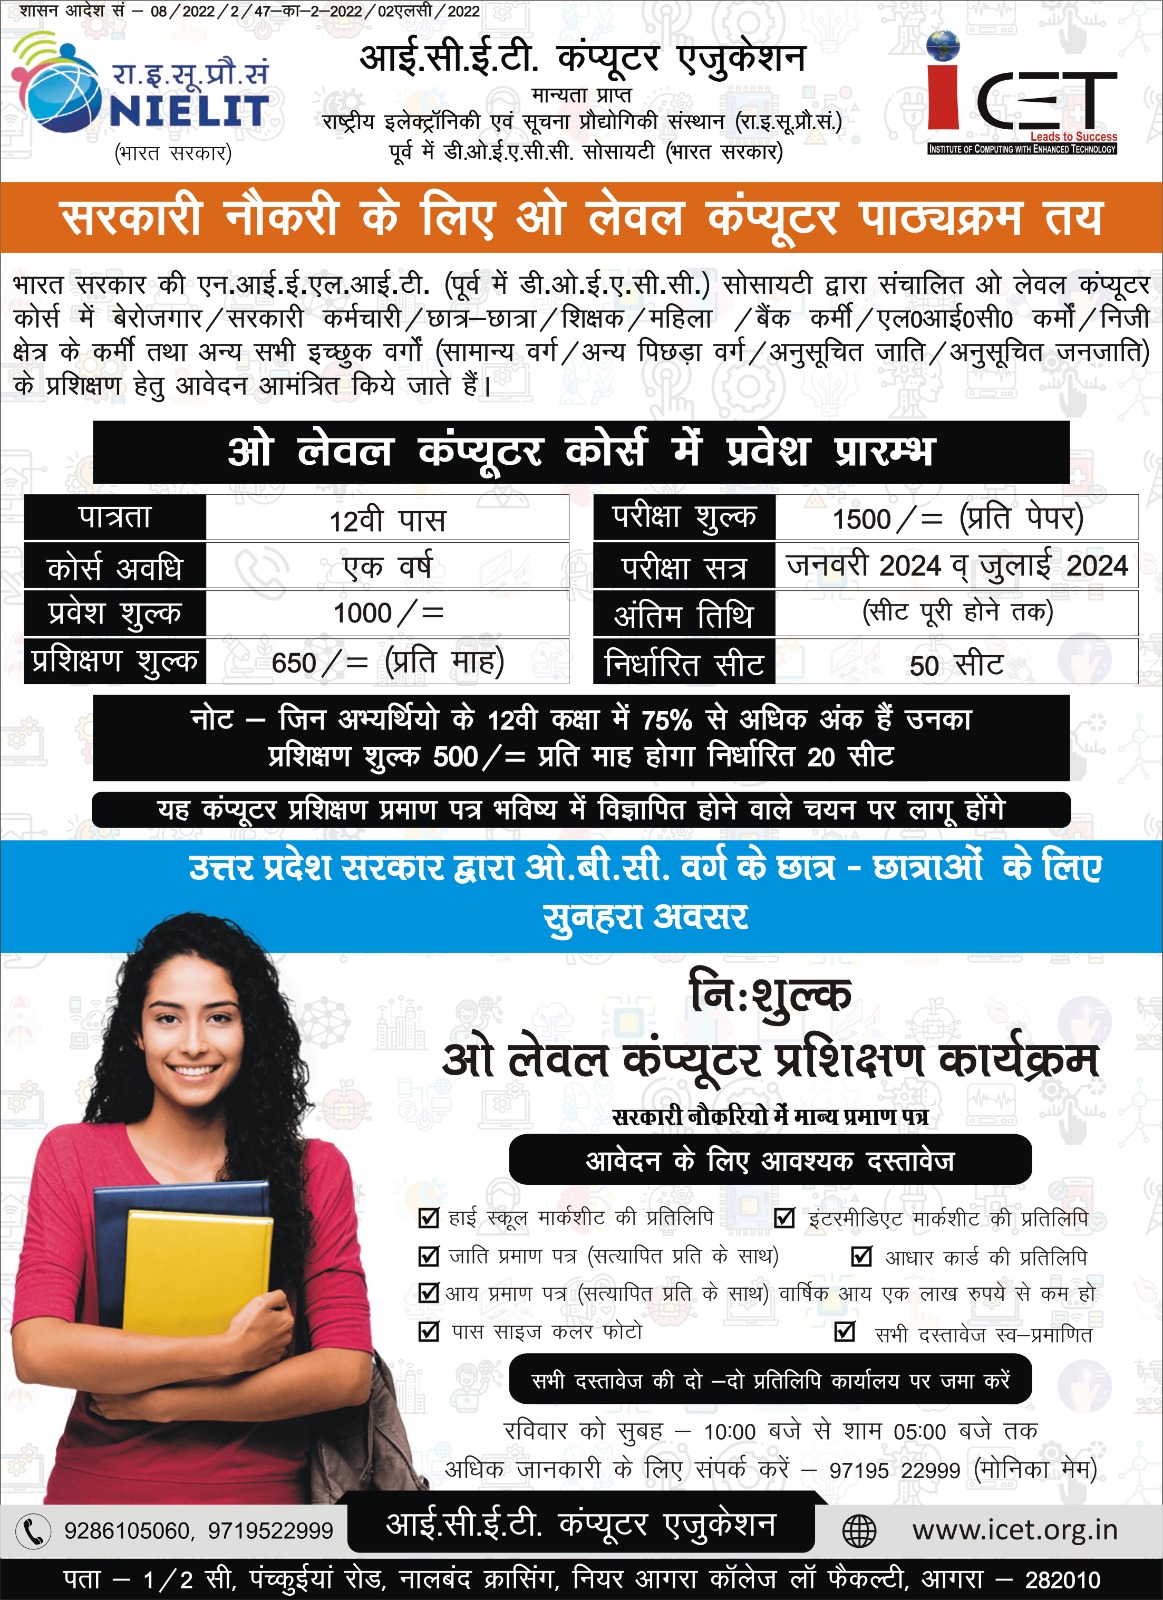 शासन आदेश सं – 08/2022/2/47–का–2–2022/02एलसी/2022
रा.इ.सू.प्रौ.सं
NIELIT
(भारत सरकार)
आई.सी.ई.टी. कंप्यूटर एजुकेशन
मान्यता प्राप्त
राष्ट्रीय इलेक्ट्रॉनिकी एवं सूचना प्रौद्योगिकी संस्थान (रा.इ.सू.प्रौ.सं.)
पूर्व में डी.ओ.ई.ए.सी.सी. सोसायटी (भारत सरकार)
iCET
Leads to Success
INSTITUTE OF COMPUTING WITH ENHANCED TECHNOLOGY
सरकारी नौकरी के लिए ओ लेवल कंप्यूटर पाठ्यक्रम तय
भारत सरकार की एन.आई.ई.एल.आई.टी. (पूर्व में डी.ओ.ई.ए.सी.सी.) सोसायटी द्वारा संचालित ओ लेवल कंप्यूटर
कोर्स में बेरोजगार/सरकारी कर्मचारी/छात्र–छात्रा/शिक्षक/महिला /बैंक कर्मी/एल0आई0सी0 कर्मो/निजी
क्षेत्र के कर्मी तथा अन्य सभी इच्छुक वर्गों (सामान्य वर्ग/अन्य पिछड़ा वर्ग/अनुसूचित जाति/अनुसूचित जनजाति)
के प्रशिक्षण हेतु आवेदन आमंत्रित किये जाते हैं।
ओ लेवल कंप्यूटर कोर्स में प्रवेश प्रारम्भ
पात्रता 12वी पास
कोर्स अवधि एक वर्ष
प्रवेश शुल्क 1000/=
प्रशिक्षण शुल्क 650/= (प्रति माह)
परीक्षा शुल्क 1500/= (प्रति पेपर)
परीक्षा सत्र जनवरी 2024 व् जुलाई 2024
अंतिम तिथि (सीट पूरी होने तक)
निर्धारित सीट 50 सीट
नोट – जिन अभ्यर्थियो के 12वी कक्षा में 75% से अधिक अंक हैं उनका
प्रशिक्षण शुल्क 500/= प्रति माह होगा निर्धारित 20 सीट
यह कंप्यूटर प्रशिक्षण प्रमाण पत्र भविष्य में विज्ञापित होने वाले चयन पर लागू होंगे
उत्तर प्रदेश सरकार द्वारा ओ.बी.सी. वर्ग के छात्र - छात्राओं के लिए
सुनहरा अवसर
नि:शुल्क
ओ लेवल कंप्यूटर प्रशिक्षण कार्यक्रम
सरकारी नौकरियो में मान्य प्रमाण पत्र
आवेदन के लिए आवश्यक दस्तावेज
हाई स्कूल मार्कशीट की प्रतिलिपि
इंटरमीडिएट मार्कशीट की प्रतिलिपि
जाति प्रमाण पत्र (सत्यापित प्रति के साथ)
आधार कार्ड की प्रतिलिपि
आय प्रमाण पत्र (सत्यापित प्रति के साथ) वार्षिक आय एक लाख रुपये से कम हो
पास साइज कलर फोटो
सभी दस्तावेज स्व–प्रमाणित
सभी दस्तावेज की दो –दो प्रतिलिपि कार्यालय पर जमा करें
रविवार को सुबह – 10:00 बजे से शाम 05:00 बजे तक
अधिक जानकारी के लिए संपर्क करें – 97195 22999 (मोनिका मेम)
9286105060, 9719522999
आई.सी.ई.टी. कंप्यूटर एजुकेशन
www.icet.org.in
पता – 1/2 सी, पंच्कुईयां रोड, नालबंद क्रासिंग, नियर आगरा कॉलेज लॉ फैकल्टी, आगरा – 282010